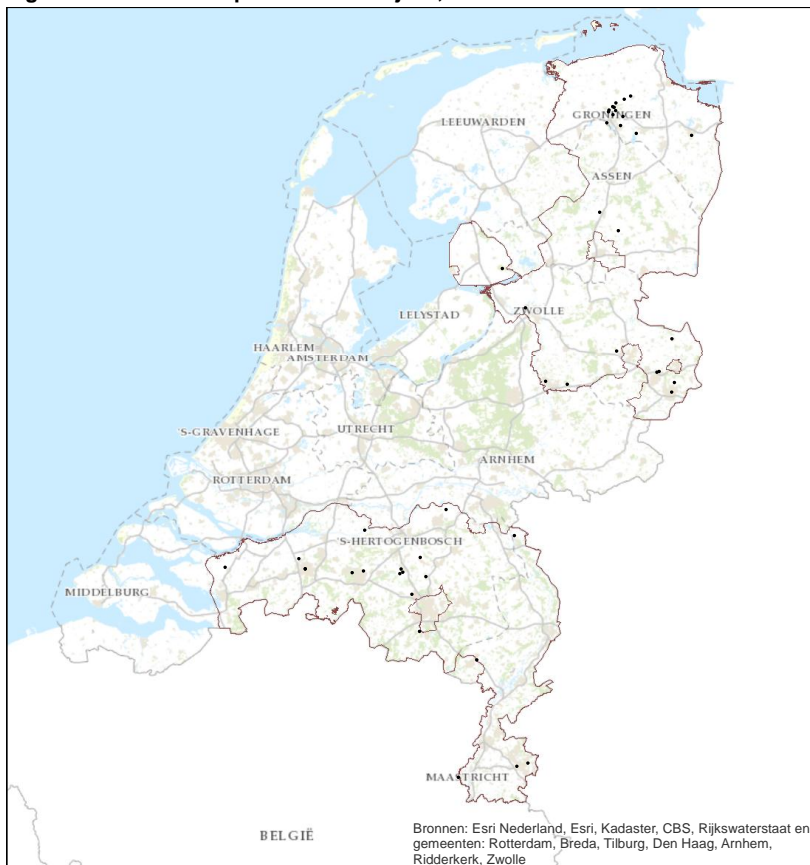 LEEUWARDEN
GRONINGEN
ASSEN
LELYSTAD
ZWOLLE
HAARLEM
AMSTERDAM
'S-GRAVENHAGE
UTRECHT
ARNHEM
ROTTERDAM
'S-HERTOGENBOSCH
MIDDELBURG
MAASTRICHT
BELGIË
Bronnen: Esri Nederland, Esri, Kadaster, CBS, Rijkswaterstaat en
gemeenten: Rotterdam, Breda, Tilburg, Den Haag, Arnhem,
Ridderkerk, Zwolle